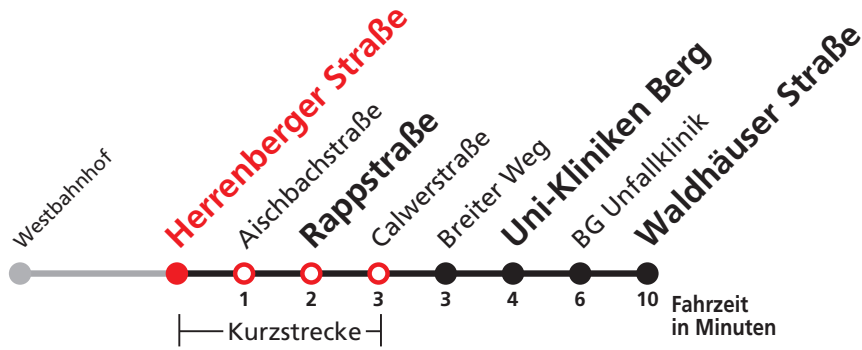 Westbahnhof
Herrenberger Straße
Aischbachstraße
Rappstraße
Calwerstraße
Breiter Weg
Uni-Kliniken Berg
BG Unfallklinik
Waldhäuser Straße
1 2 3 3 4 6 10
Fahrzeit
in Minuten
Kurzstrecke